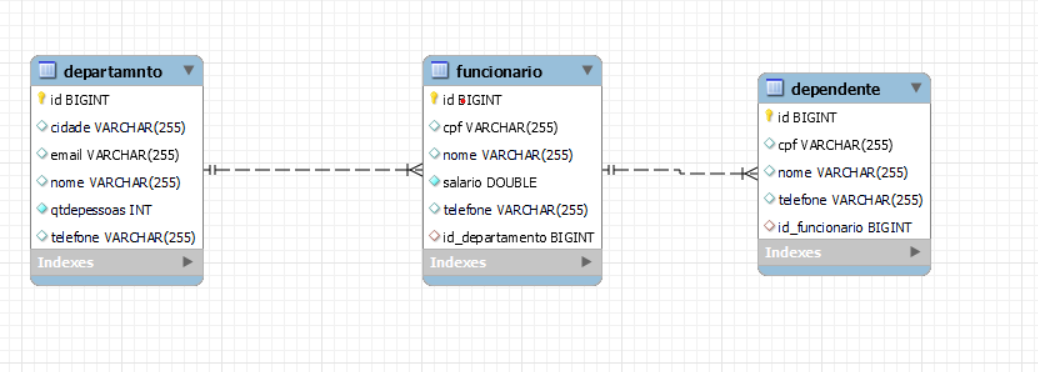 departamnto
id BIGINT
cidade VARCHAR(255)
email VARCHAR(255)
nome VARCHAR(255)
qtdepessoas INT
telefone VARCHAR(255)
Indexes
funcionario
id BIGINT
cpf VARCHAR(255)
nome VARCHAR(255)
salario DOUBLE
telefone VARCHAR(255)
id_departamento BIGINT
Indexes
dependente
id BIGINT
cpf VARCHAR(255)
nome VARCHAR(255)
telefone VARCHAR(255)
id_funcionario BIGINT
Indexes